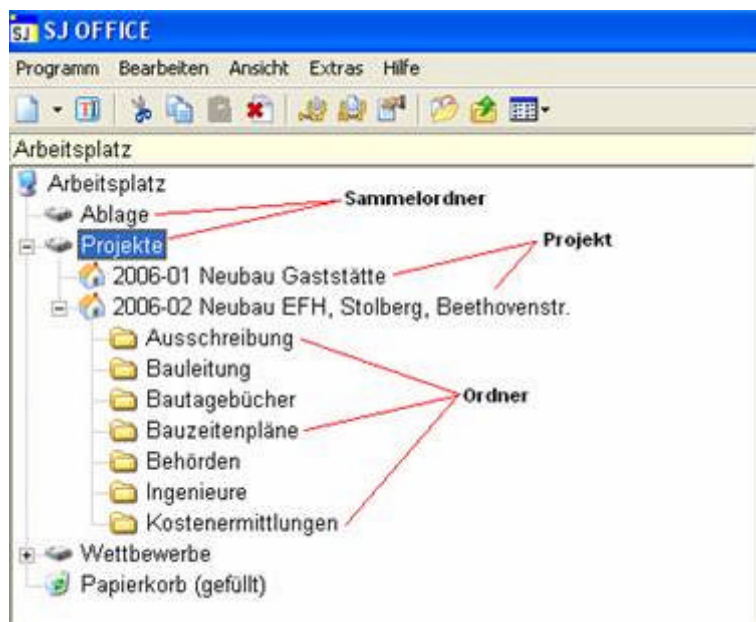 SJ SJ OFFICE
Programm Bearbeiten Ansicht Extras Hilfe
Arbeitsplatz
Arbeitsplatz
Ablage
Sammelordner
Projekte
Projekt
2006-01 Neubau Gaststätte
2006-02 Neubau EFH, Stolberg, Beethovenstr.
Ausschreibung
Bauleitung
Bautagebücher
Ordner
Bauzeitenpläne
Behörden
Ingenieure
Kostenermittlungen
Wettbewerbe
Papierkorb (gefüllt)